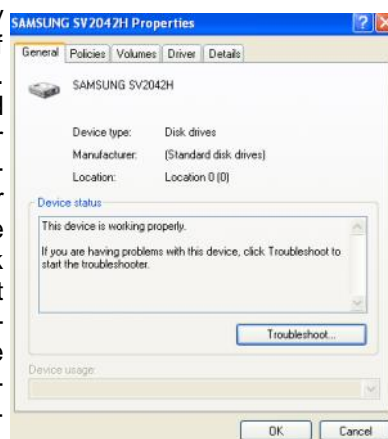 SAMSUNG SV2042H Properties
General Policies Volumes Driver Details
SAMSUNG SV2042H
Device type: Disk drives
Manufacturer: (Standard disk drives)
Location: Location 0 (0)
Device status
This device is working properly.
If you are having problems with this device, click Troubleshoot to
start the troubleshooter.
Troubleshoot...
Device usage:
OK Cancel